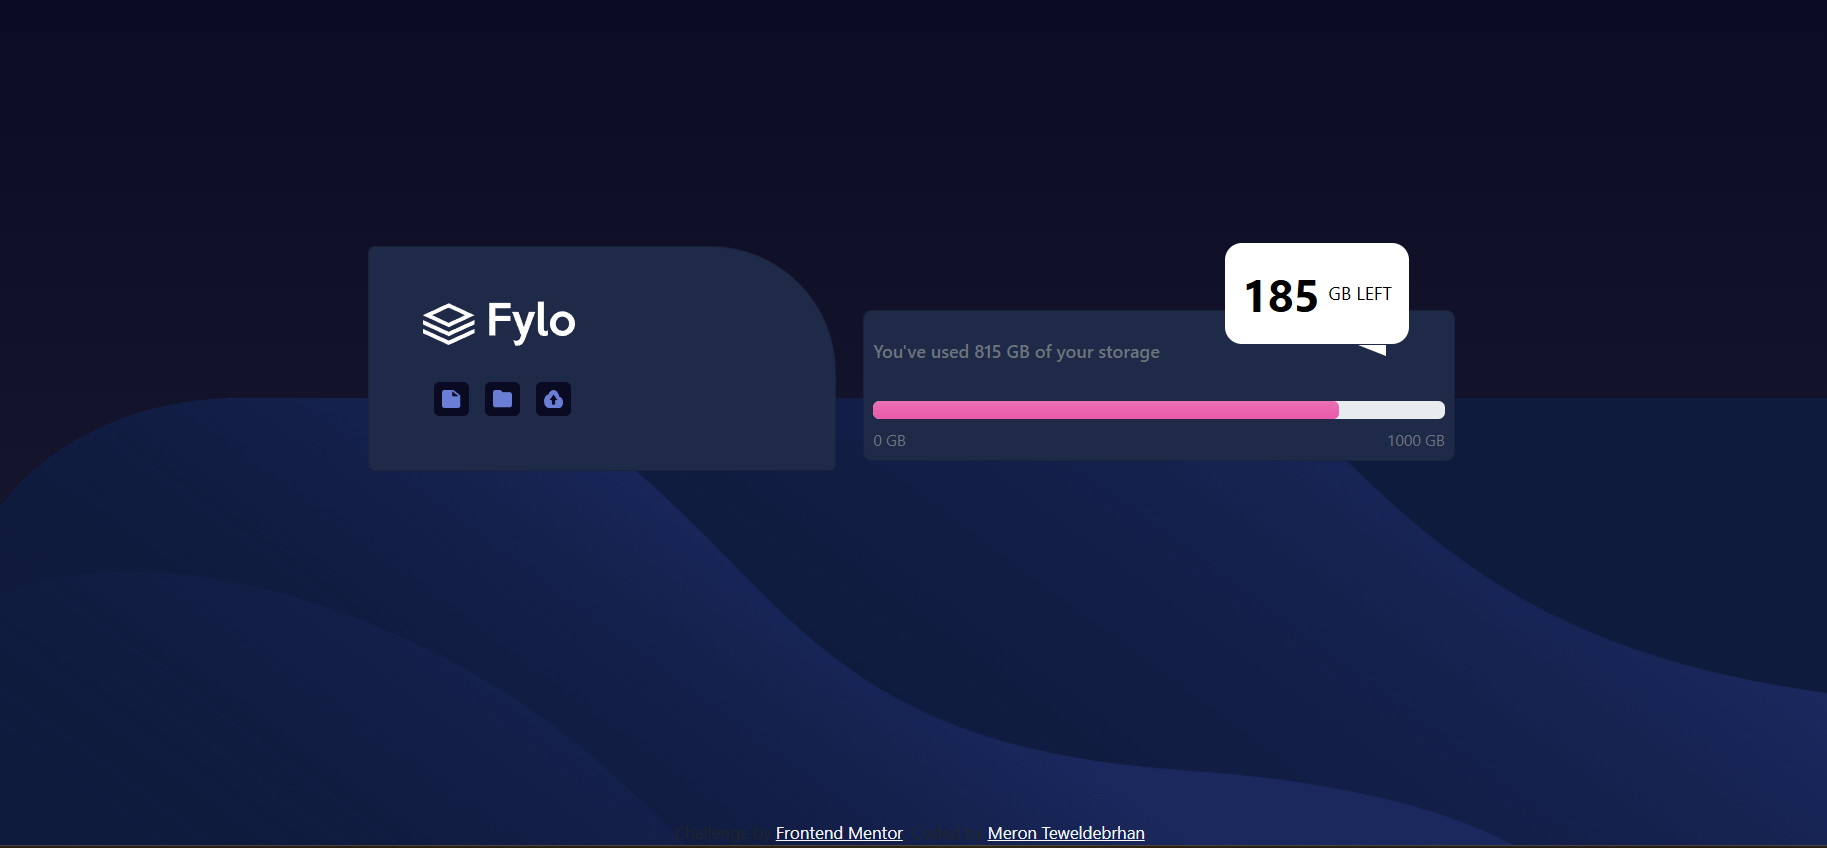 Fylo
185 GB LEFT
You've used 815 GB of your storage
0 GB 1000 GB
Challenge by Frontend Mentor Coded by Meron Teweldebrhan